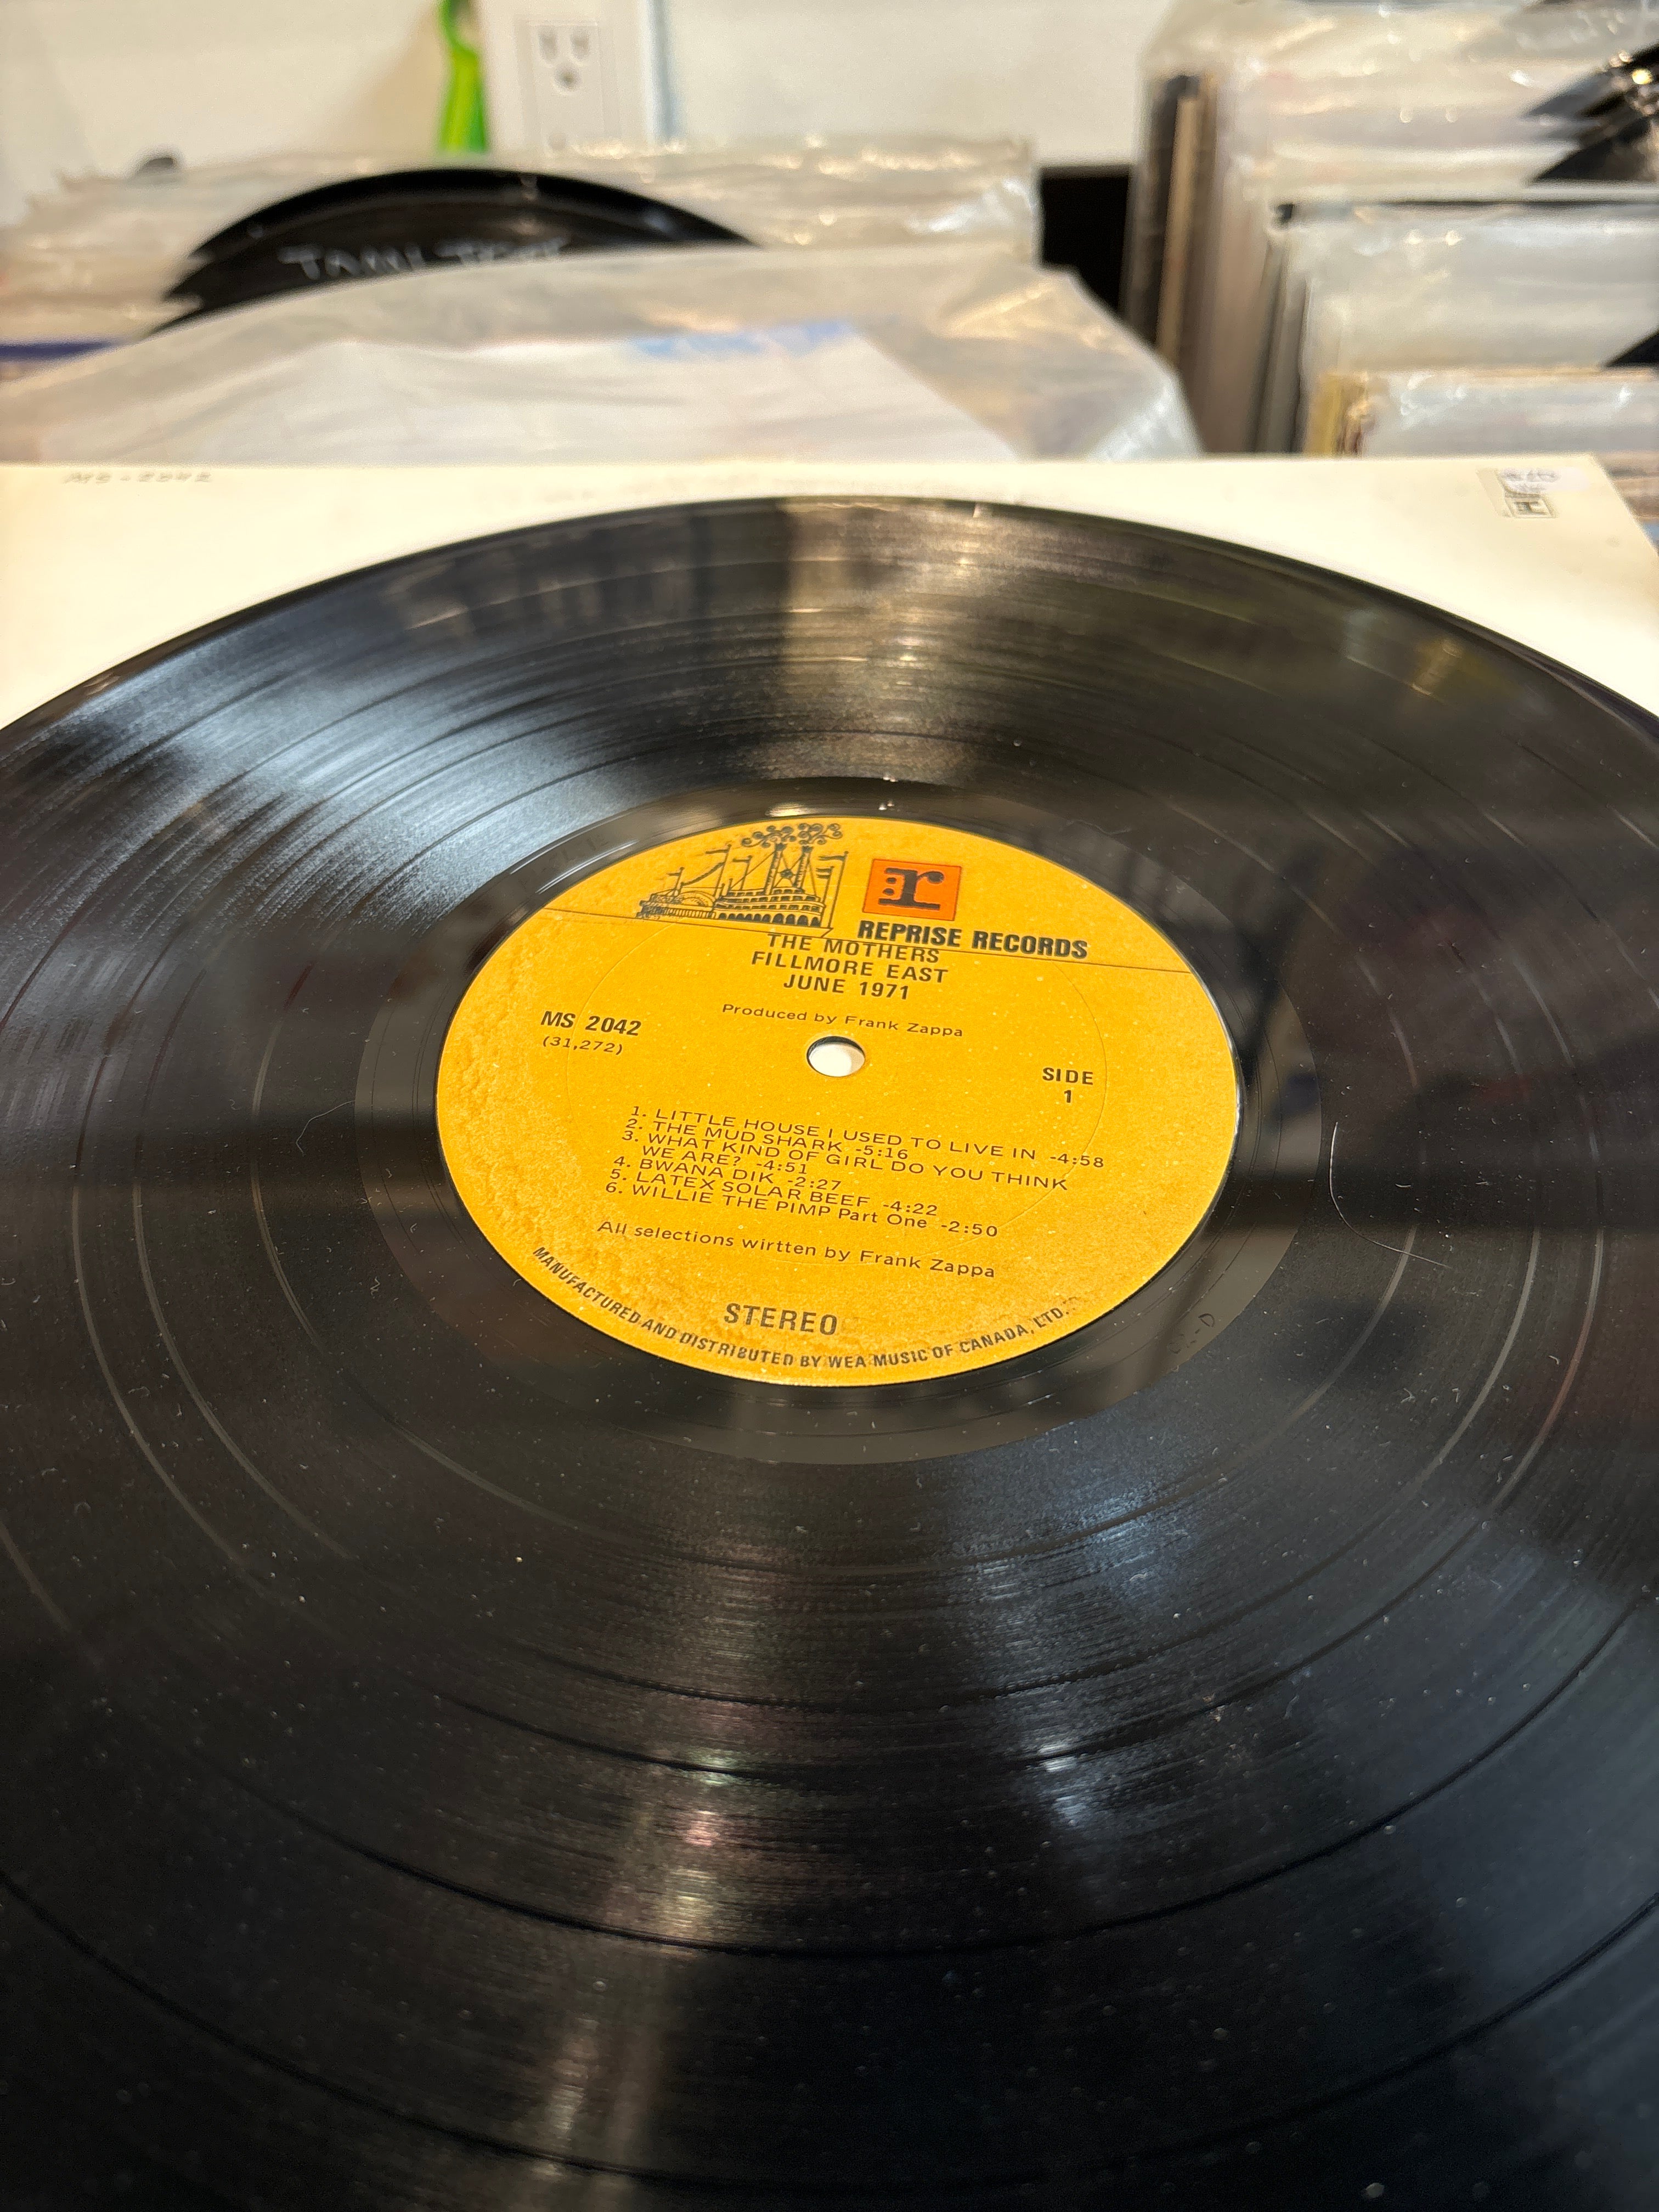 MS-2042
r
REPRISE RECORDS
THE MOTHERS
FILLMORE EAST
JUNE 1971
Produced by Frank Zappa
MS 2042
(31,272)
SIDE
1
1. LITTLE HOUSE I USED TO LIVE IN -4:58
2. THE MUD SHARK -5:16
3. WHAT KIND OF GIRL DO YOU THINK
WE ARE? -4:51
4. BWANA DIK -2:27
5. LATEX SOLAR BEEF -4:22
6. WILLIE THE PIMP Part One -2:50
All selections wirtten by Frank Zappa
STEREO
MANUFACTURED AND DISTRIBUTED BY WEA MUSIC OF CANADA, LTD.